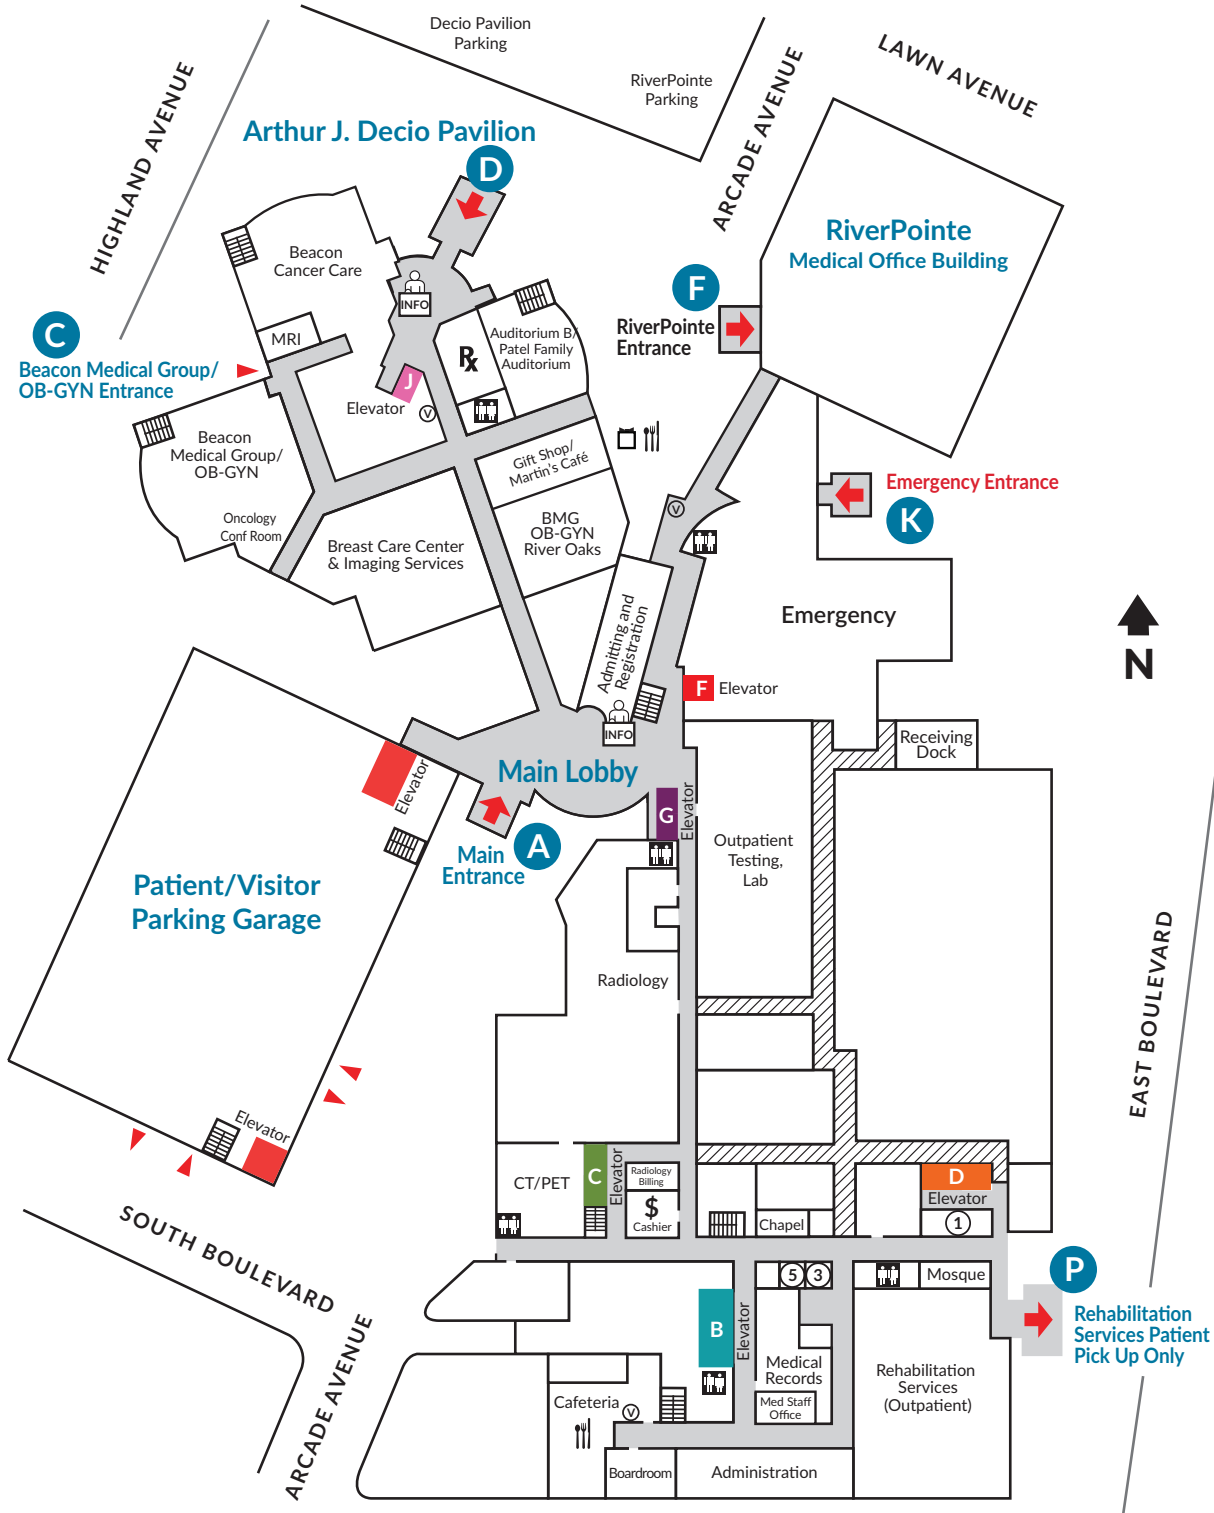 Decio Pavilion
Parking
RiverPointe
Parking
HIGHLAND AVENUE
ARCADE AVENUE
LAWN AVENUE
Arthur J. Decio Pavilion
D
Beacon
Cancer Care
INFO
MRI
C
Beacon Medical Group/
OB-GYN Entrance
J
Elevator
V
Rx
Auditorium B/
Patel Family
Auditorium
RiverPointe
Medical Office Building
F
RiverPointe
Entrance
Beacon
Medical Group/
OB-GYN
Oncology
Conf Room
Gift Shop/
Martin's Café
BMG
OB-GYN
River Oaks
Breast Care Center
& Imaging Services
V
Emergency Entrance
K
Emergency
Admitting and
Registration
INFO
F
Elevator
N
Receiving
Dock
Main Lobby
Elevator
G
Elevator
Main
Entrance
A
Outpatient
Testing,
Lab
Patient/Visitor
Parking Garage
Radiology
EAST BOULEVARD
Elevator
CT/PET
C
Elevator
Radiology
Billing
$
Cashier
Chapel
D
Elevator
1
SOUTH BOULEVARD
ARCADE AVENUE
5
3
Mosque
P
Rehabilitation
Services Patient
Pick Up Only
B
Elevator
Medical
Records
Med Staff
Office
Rehabilitation
Services
(Outpatient)
Cafeteria
V
Boardroom
Administration